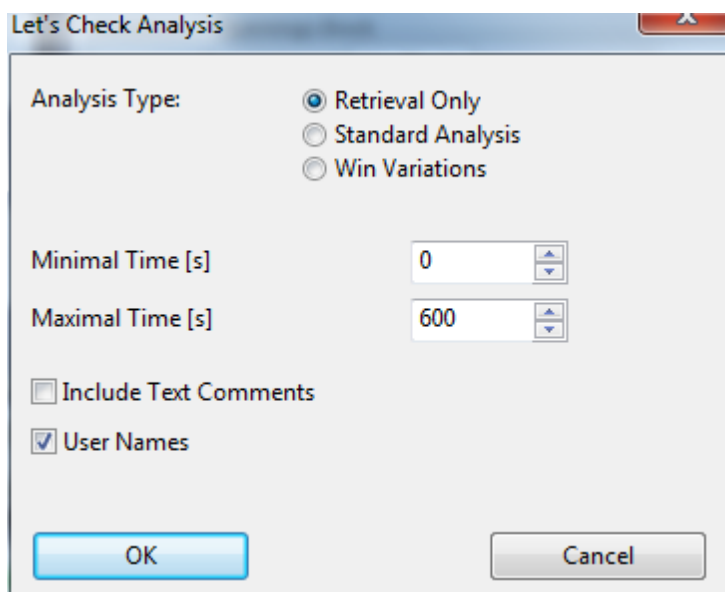 Let's Check Analysis
Analysis Type:
Retrieval Only
Standard Analysis
Win Variations
Minimal Time [s]
0
Maximal Time [s]
600
Include Text Comments
User Names
OK
Cancel